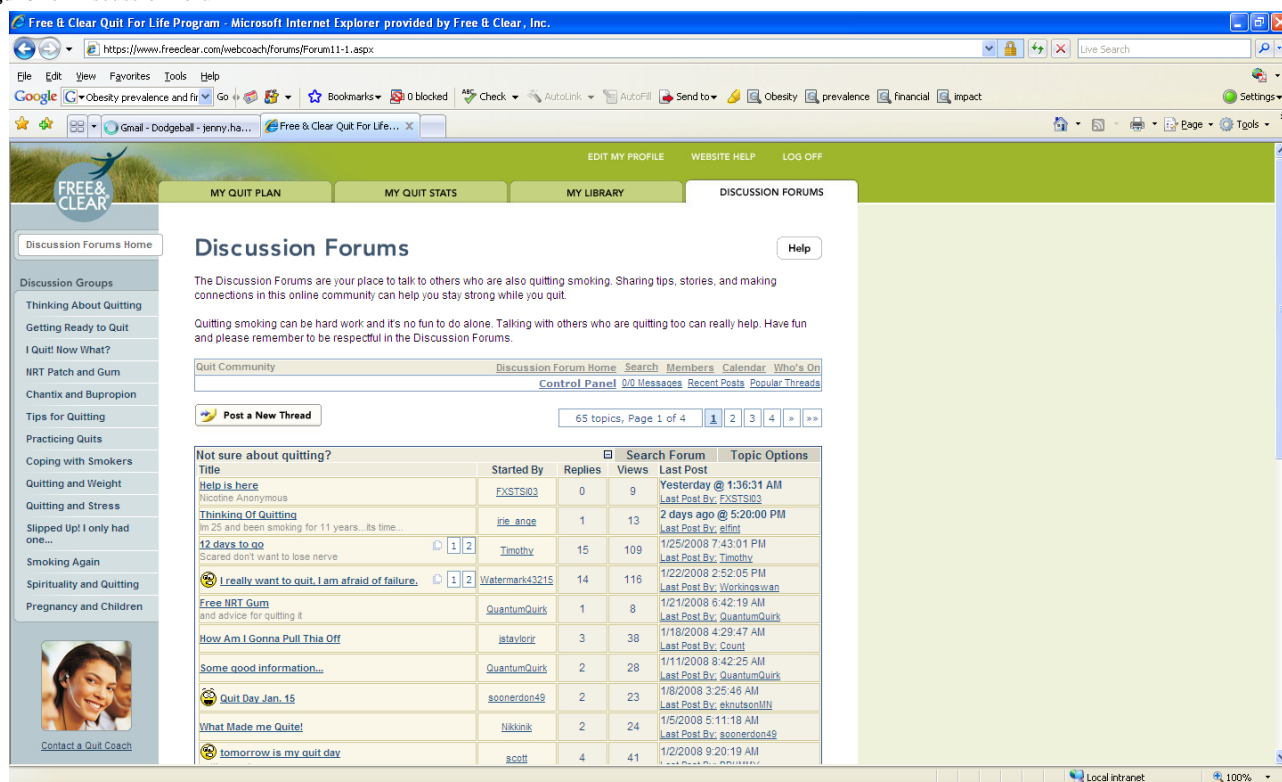 Free & Clear Quit For Life Program - Microsoft Internet Explorer provided by Free & Clear, Inc.
https://www.freeclear.com/webcoach/forums/Forum11-1.aspx
Live Search
File Edit View Favorites Tools Help
Google Obesity prevalence and fir Go Bookmarks 0 blocked Check AutoLink AutoFill Send to Obesity prevalence financial impact Settings
Gmail - Dodgeball - jenny.ha... Free & Clear Quit For Life... X Page Tools
EDIT MY PROFILE WEBSITE HELP LOG OFF
FREE& CLEAR
MY QUIT PLAN MY QUIT STATS MY LIBRARY DISCUSSION FORUMS
Discussion Forums Home
Discussion Groups
Thinking About Quitting
Getting Ready to Quit
I Quit! Now What?
NRT Patch and Gum
Chantix and Bupropion
Tips for Quitting
Practicing Quits
Coping with Smokers
Quitting and Weight
Quitting and Stress
Slipped Up! I only had
one...
Smoking Again
Spirituality and Quitting
Pregnancy and Children
Contact a Quit Coach
Discussion Forums
Help
The Discussion Forums are your place to talk to others who are also quitting smoking. Sharing tips, stories, and making
connections in this online community can help you stay strong while you quit.
Quitting smoking can be hard work and it's no fun to do alone. Talking with others who are quitting too can really help. Have fun
and please remember to be respectful in the Discussion Forums.
Quit Community Discussion Forum Home Search Members Calendar Who's On
Control Panel 0/0 Messages Recent Posts Popular Threads
Post a New Thread
65 topics, Page 1 of 4 1 2 3 4 » »»
Not sure about quitting? Search Forum Topic Options
Title Started By Replies Views Last Post
Help is here FXSTSI03 0 9 Yesterday @ 1:36:31 AM
Nicotine Anonymous Last Post By: FXSTSI03
Thinking Of Quitting irie_ange 1 13 2 days ago @ 5:20:00 PM
Im 25 and been smoking for 11 years...its time... Last Post By: elfint
12 days to go 1 2 Timothy 15 109 1/25/2008 7:43:01 PM
Scared don't want to lose nerve Last Post By: Timothy
I really want to quit, I am afraid of failure. 1 2 Watermark43215 14 116 1/22/2008 2:52:05 PM
Last Post By: Workingswan
Free NRT Gum QuantumQuirk 1 8 1/21/2008 6:42:19 AM
and advice for quitting it Last Post By: QuantumQuirk
How Am I Gonna Pull Thia Off jstaylorjr 3 38 1/18/2008 4:29:47 AM
Last Post By: Count
Some good information... QuantumQuirk 2 28 1/11/2008 8:42:25 AM
Last Post By: QuantumQuirk
Quit Day Jan. 15 soonerdon49 2 23 1/8/2008 3:25:46 AM
Last Post By: eknutsonMN
What Made me Quite! Nikkinik 2 24 1/5/2008 5:11:18 AM
Last Post By: soonerdon49
tomorrow is my quit day scott 4 41 1/2/2008 9:20:19 AM
Local intranet 100%